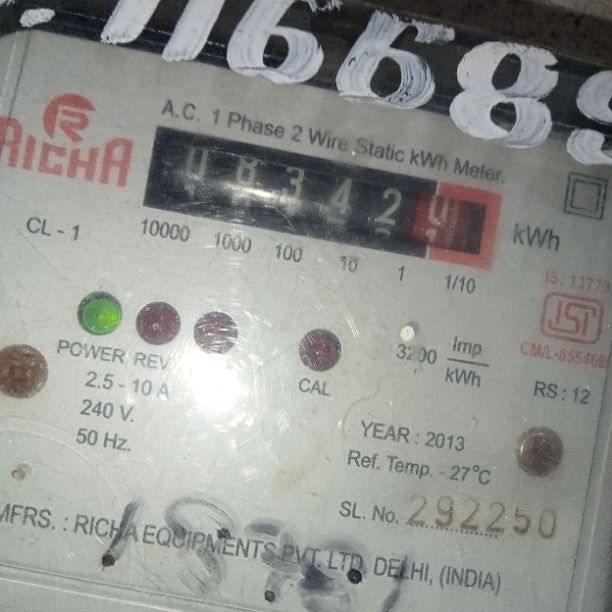 116689
RICHA
A.C. 1 Phase 2 Wire Static kWh Meter.
08342
kWh
CL - 1
10000 1000 100 10 1 1/10
IS. 13779
ISI
CM/L-
POWER REV
CAL
3200 Imp
kWh
RS : 12
2.5 - 10 A
240 V.
50 Hz.
YEAR : 2013
Ref. Temp. - 27°C
SL. No. 292250
MFRS. : RICHA EQUIPMENTS PVT. LTD. DELHI, (INDIA)